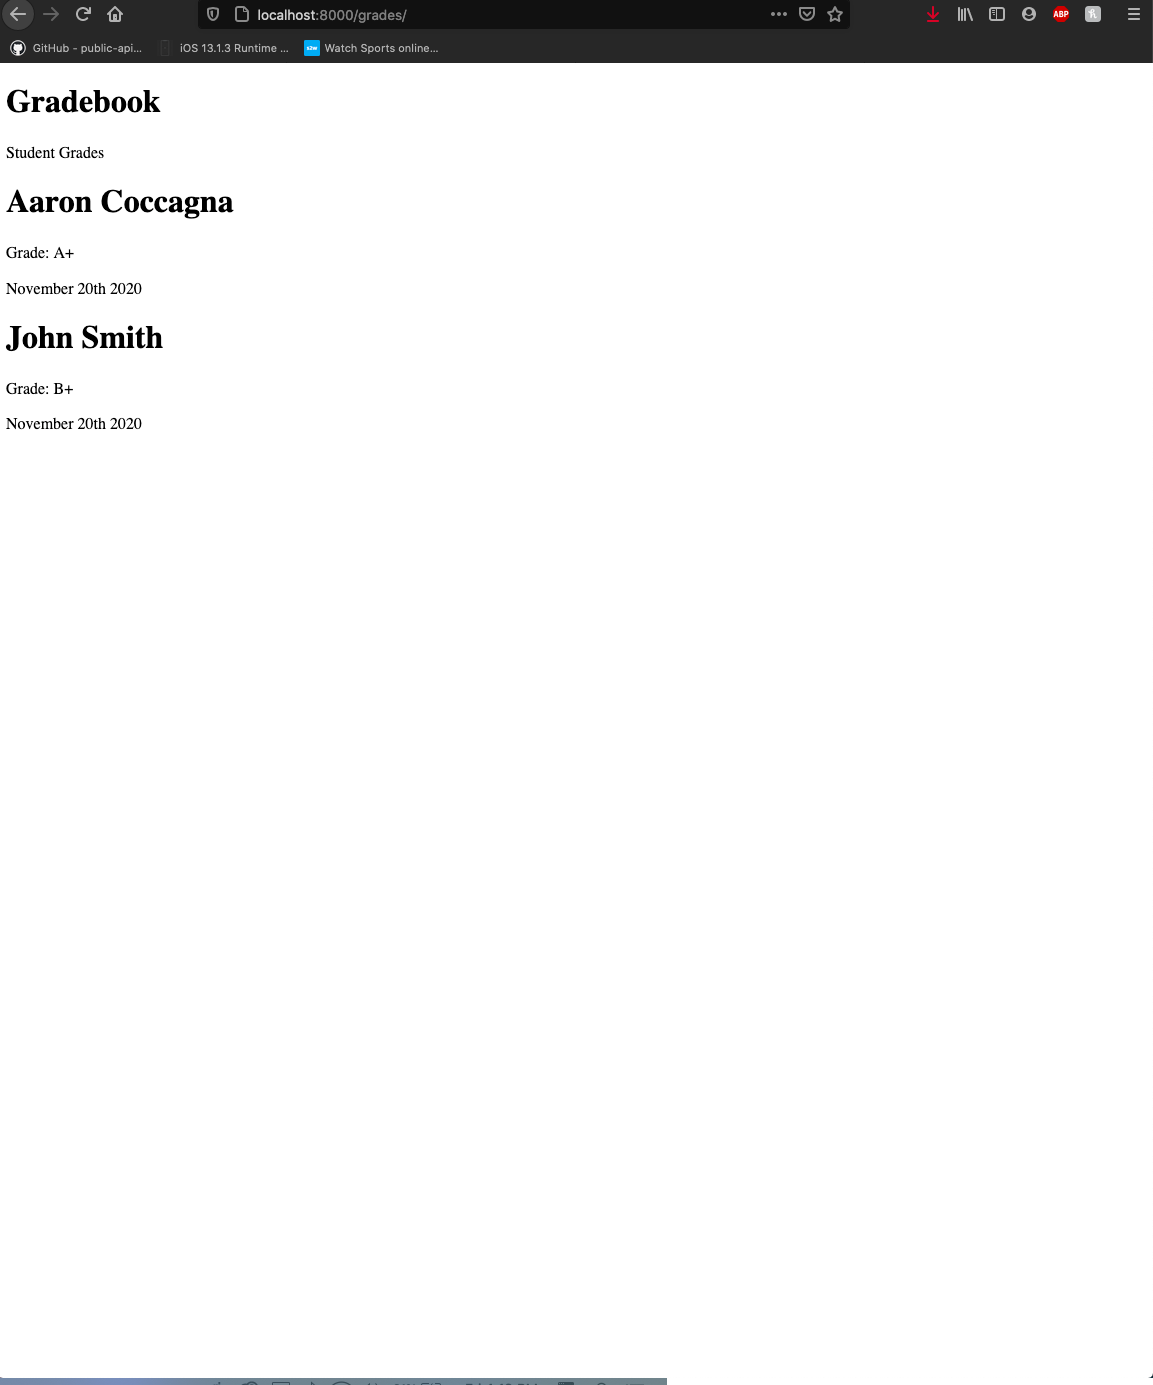 localhost:8000/grades/
ABP
GitHub - public-api...
iOS 13.1.3 Runtime ...
Watch Sports online...
Gradebook
Student Grades
Aaron Coccagna
Grade: A+
November 20th 2020
John Smith
Grade: B+
November 20th 2020